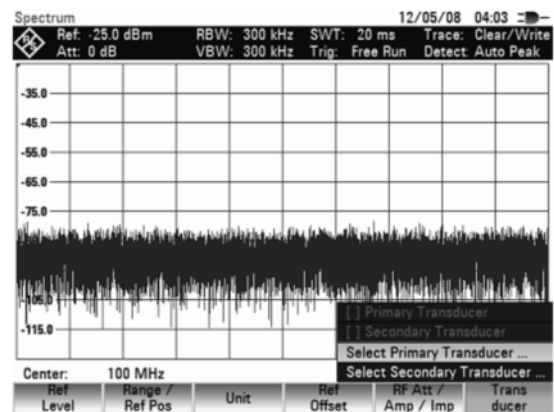 Spectrum 12/05/08 04:03
Ref: -25.0 dBm RBW: 300 kHz SWT: 20 ms Trace: Clear/Write
Att: 0 dB VBW: 300 kHz Trig: Free Run Detect: Auto Peak
-35.0
-45.0
-55.0
-65.0
-75.0
-105.0
-115.0
[ ] Primary Transducer
[ ] Secondary Transducer
Select Primary Transducer ...
Select Secondary Transducer ...
Center: 100 MHz
Ref Level
Range / Ref Pos
Unit
Ref Offset
RF Att / Amp / Imp
Trans ducer